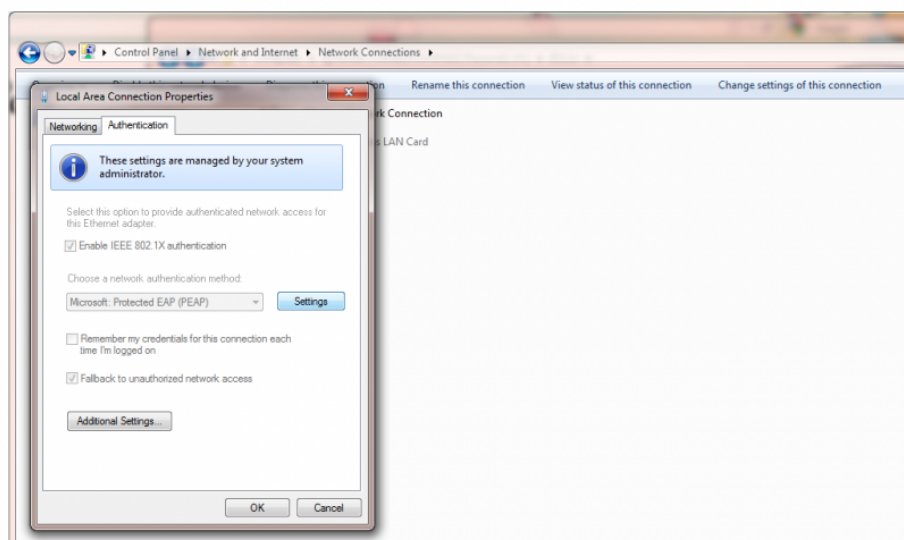 Control Panel Network and Internet Network Connections
Rename this connection View status of this connection Change settings of this connection
Local Area Connection Properties
rk Connection
Networking Authentication
LAN Card
These settings are managed by your system
administrator.
Select this option to provide authenticated network access for
this Ethernet adapter.
Enable IEEE 802.1X authentication
Choose a network authentication method:
Microsoft: Protected EAP (PEAP) Settings
Remember my credentials for this connection each
time I'm logged on
Fallback to unauthorized network access
Additional Settings...
OK Cancel